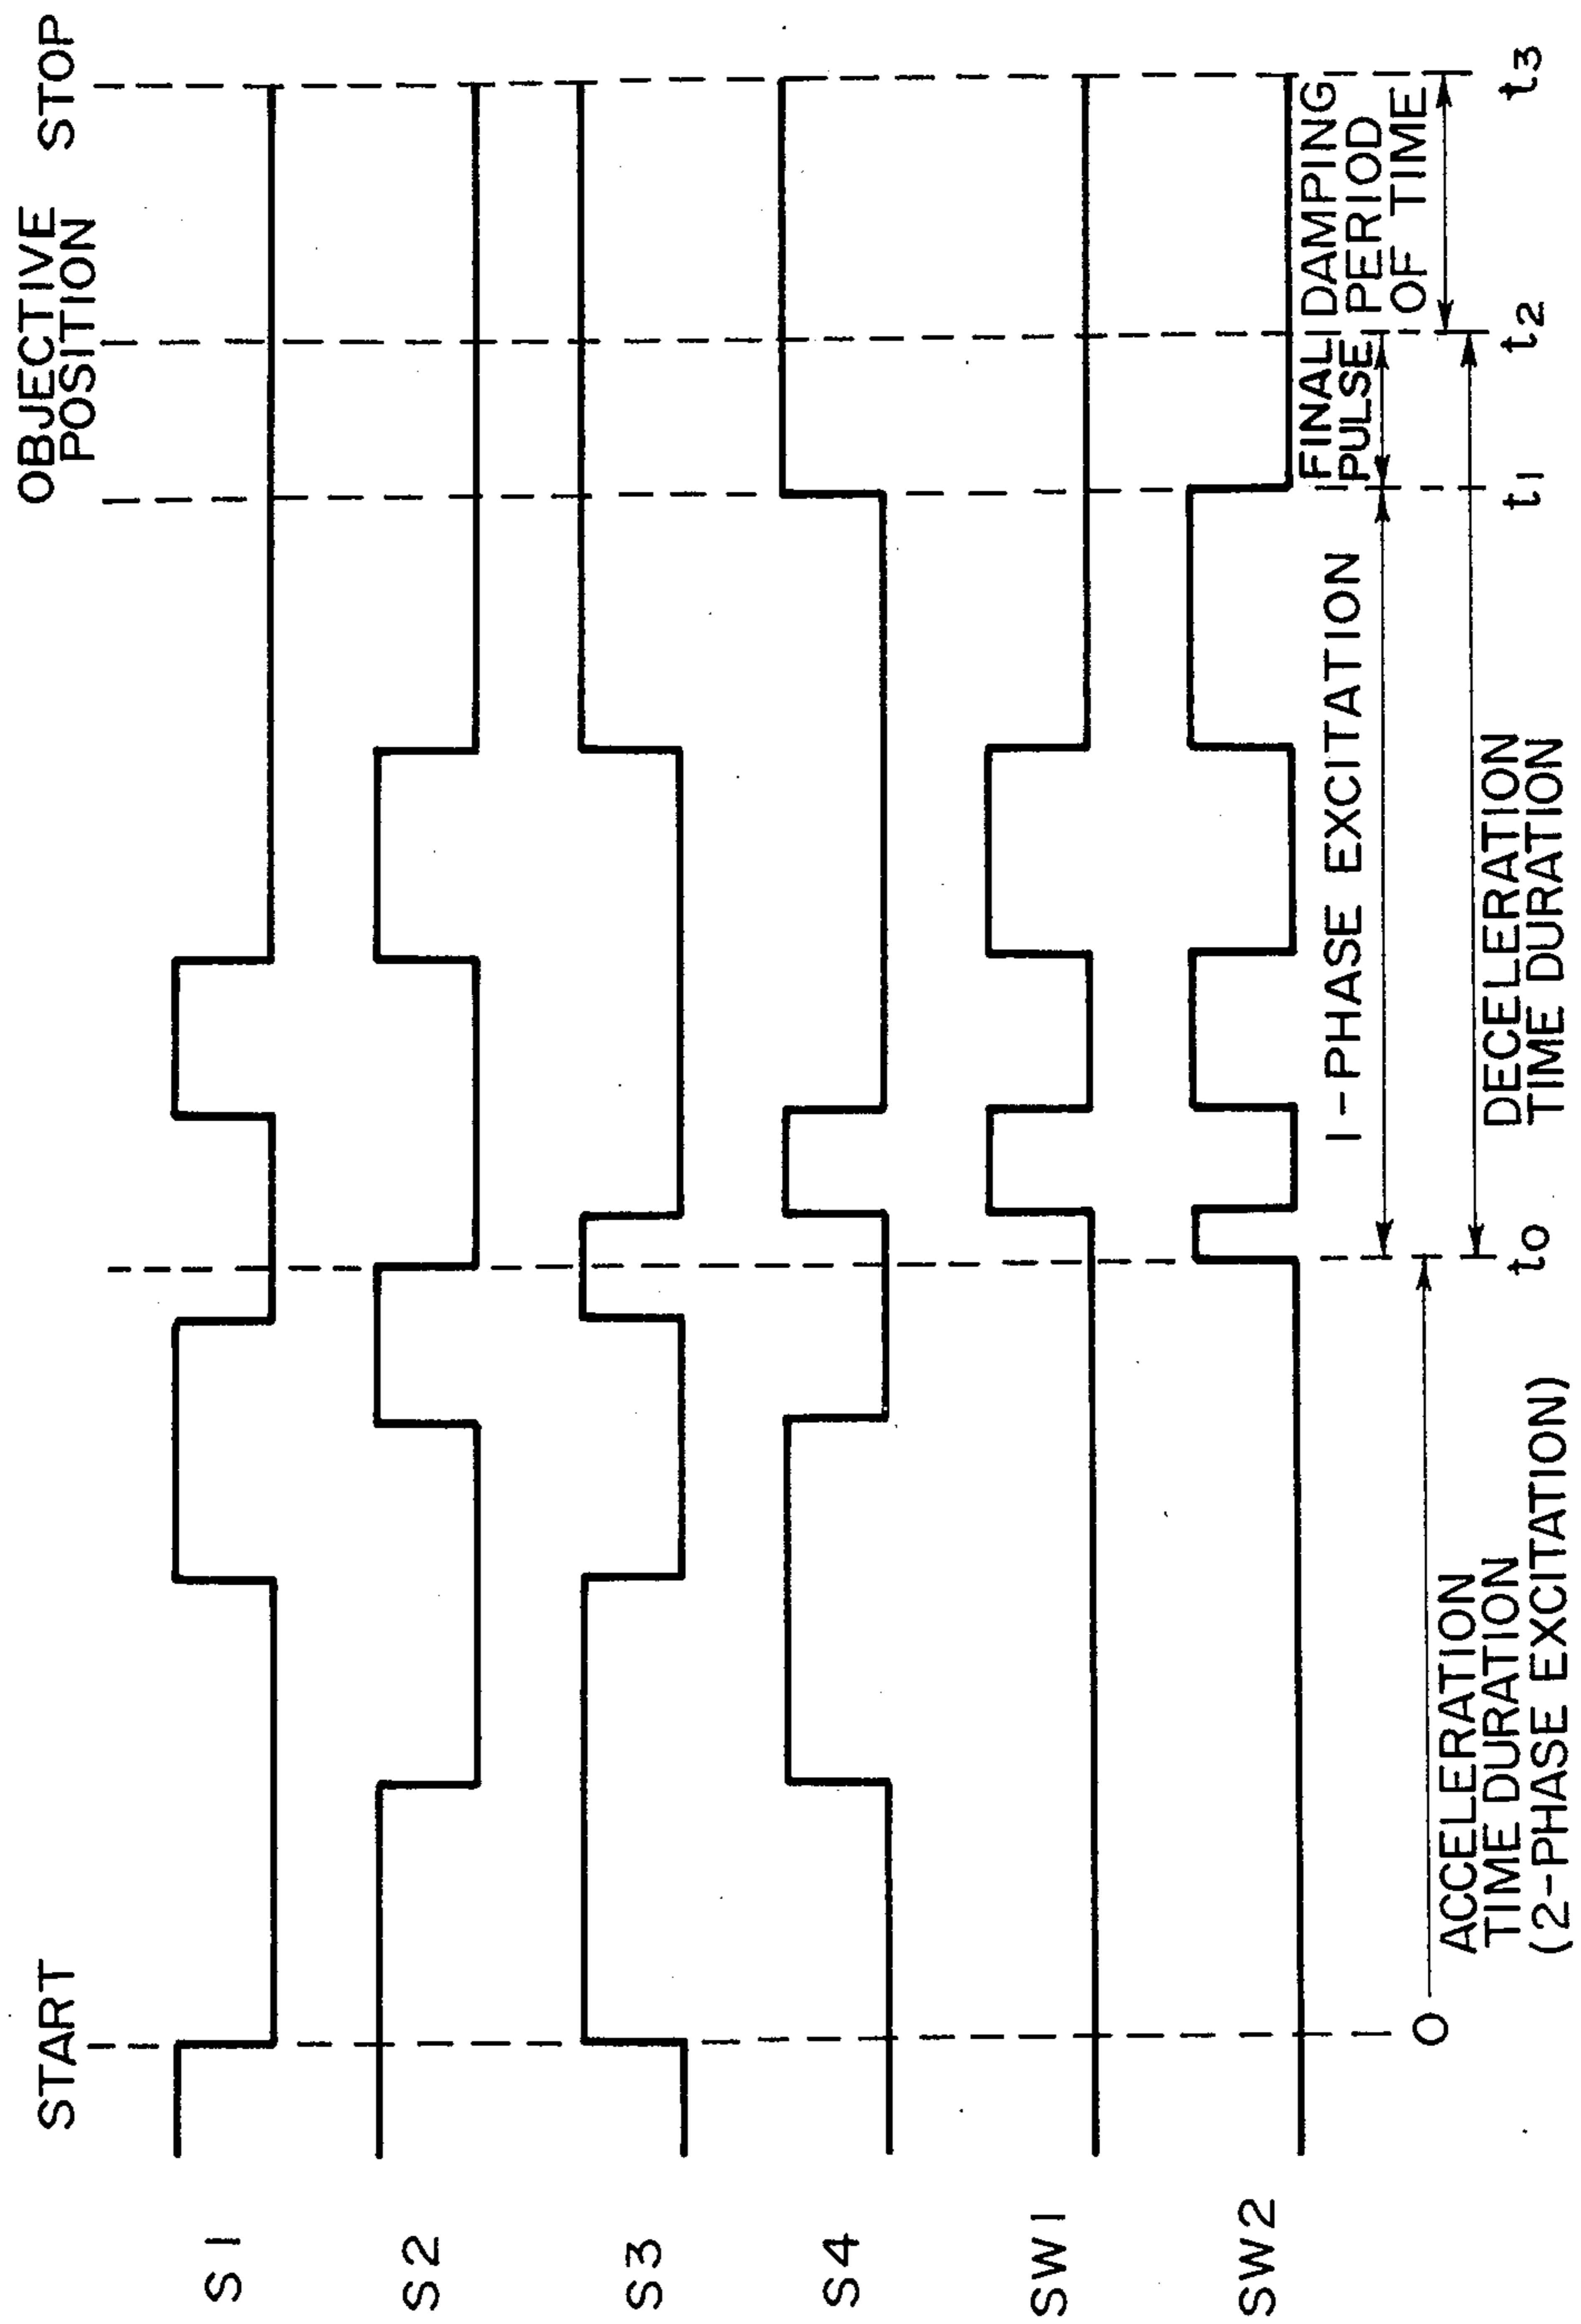 START
OBJECTIVE
POSITION
STOP
S1
S2
S3
S4
SW1
SW2
FINAL
PULSE
DAMPING
PERIOD
OF TIME
1-PHASE EXCITATION
DECELERATION
TIME DURATION
ACCELERATION
TIME DURATION
(2-PHASE EXCITATION)
0
t0
t1
t2
t3